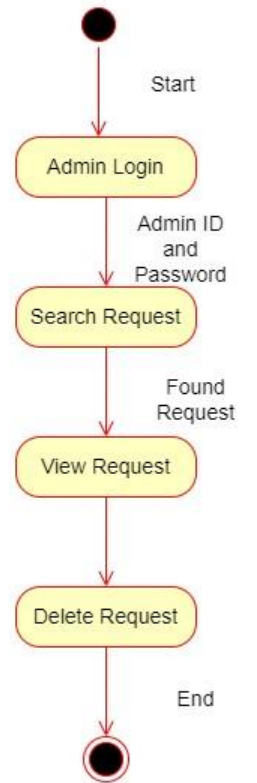 Start
Admin Login
Admin ID
and
Password
Search Request
Found
Request
View Request
Delete Request
End